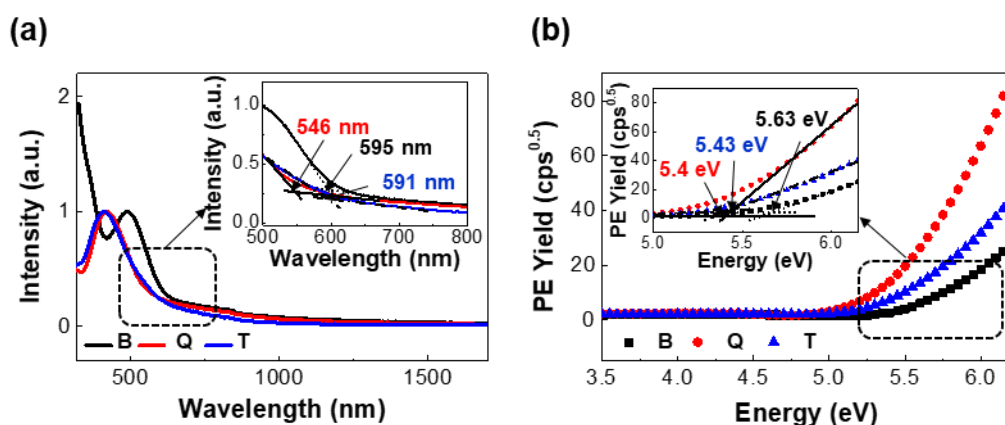 (a)
Intensity (a.u.)
2
1
0
500
1000
1500
Wavelength (nm)
B Q T
Intensity (a.u.)
1.0
0.5
0.0
500 600 700 800
Wavelength (nm)
546 nm
595 nm
591 nm
(b)
PE Yield (cps0.5)
80
60
40
20
0
3.5 4.0 4.5 5.0 5.5 6.0
Energy (eV)
B Q T
PE Yield (cps0.5)
80
60
40
20
0
5.0 5.5 6.0
Energy (eV)
5.63 eV
5.43 eV
5.4 eV